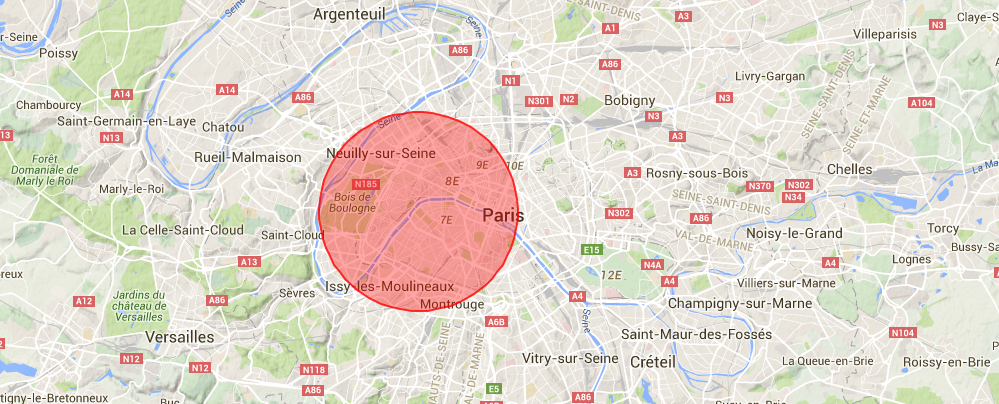 Argenteuil
Seine
Seine
SEINE-SAINT-DENIS
A3
N3
Claye-S
r-Seine
Poissy
A86
A1
Villeparisis
A86
A14
A14
A86
N1
Livry-Gargan
SEINE-SAINT-DENIS
SEINE-ET-MARNE
Chambourcy
N301
N2
Bobigny
N3
A104
Saint-Germain-en-Laye
Chatou
Seine
N3
13
N13
A3
Neuilly-sur-Seine
Rueil-Malmaison
9E
10E
Forêt
Domaniale de
Marly le Roi
A3
Rosny-sous-Bois
Chelles
La Ma
Marly-le-Roi
N185
8E
N370
N302
Bois de
Boulogne
SEINE-SAINT-DENIS
N34
7E
Paris
N302
A86
La Celle-Saint-Cloud
Saint-Cloud
VAL-DE-MARNE
Noisy-le-Grand
Torcy
E15
Bussy-Sa
A13
N4A
A4
Lognes
reux
12E
A4
Sèvres
Issy-les-Moulineaux
Villiers-sur-Marne
Jardins du
château de
Versailles
A12
A86
Montrouge
A4
Champigny-sur-Marne
A6B
Seine
Versailles
HAUTS-DE-SEINE
VAL-DE-MARNE
Saint-Maur-des-Fossés
N104
N12
N12
Vitry-sur-Seine
Créteil
La Queue-en-Brie
Roissy-en-Brie
N118
A86
E5
A86
tigny-le-Bretonneux